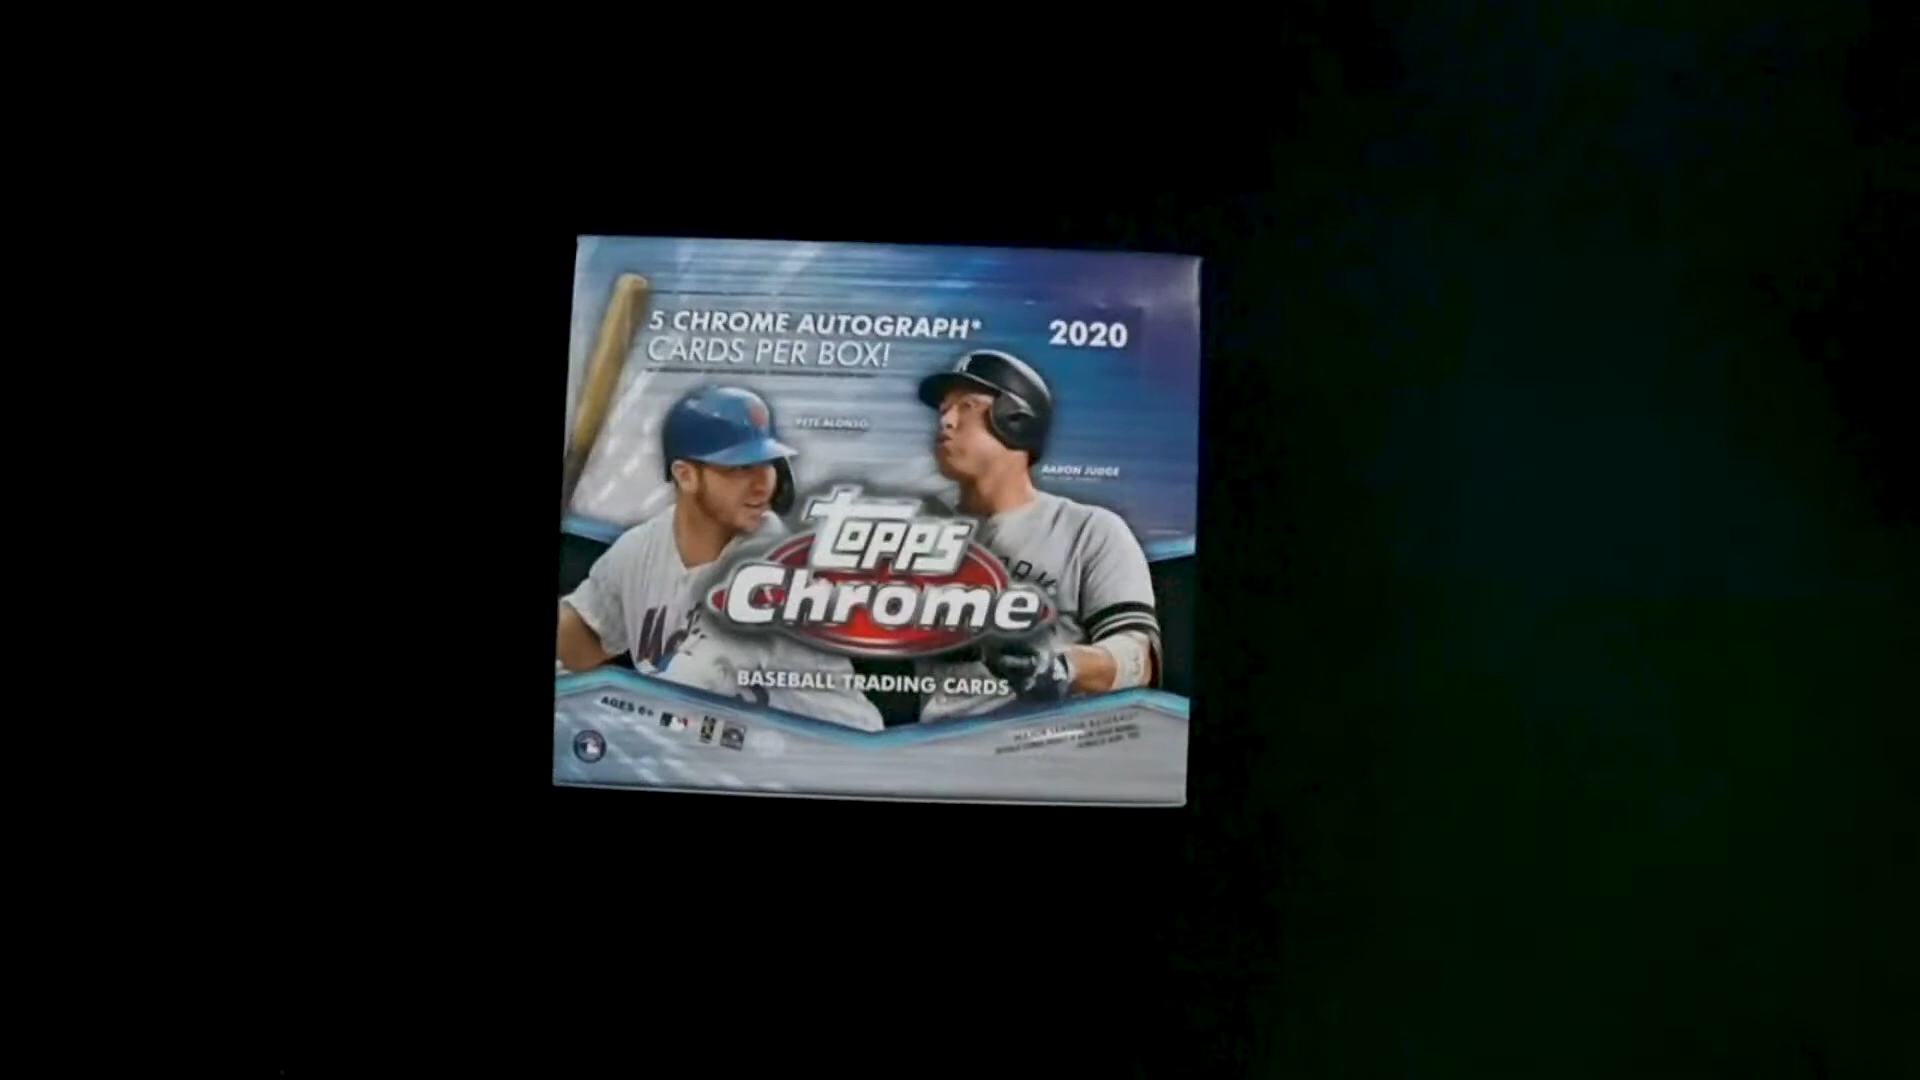 5 CHROME AUTOGRAPH*
CARDS PER BOX!
2020
PETE ALONSO
AARON JUDGE
topps
Chrome
BASEBALL TRADING CARDS
AGES 6+